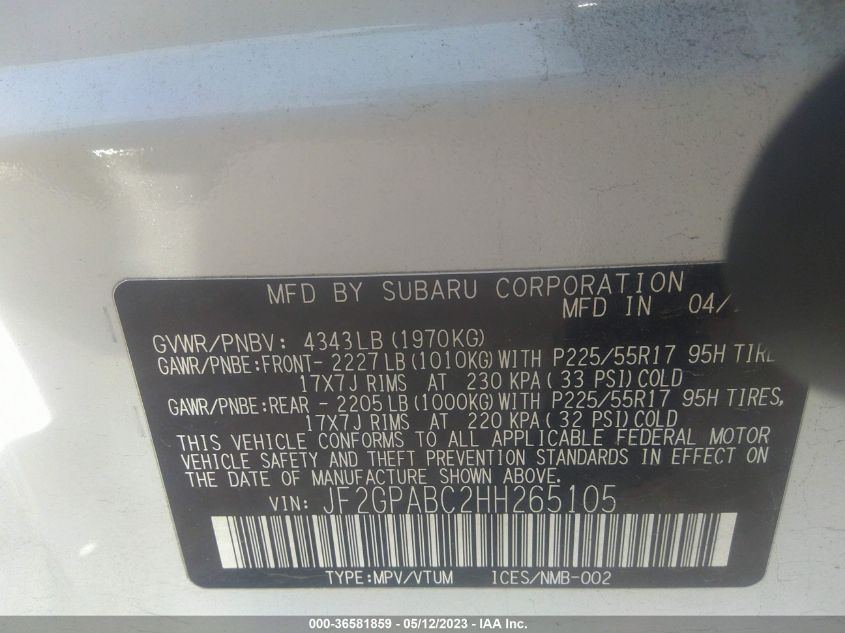 MFD BY SUBARU CORPORATION
MFD IN 04/
GVWR/PNBV: 4343LB (1970KG)
GAWR/PNBE:FRONT- 2227LB (1010KG) WITH P225/55R17 95H TIRE
17X7J RIMS AT 230 KPA ( 33 PSI) COLD
GAWR/PNBE:REAR - 2205LB (1000KG) WITH P225/55R17 95H TIRES,
17X7J RIMS AT 220 KPA ( 32 PSI) COLD
THIS VEHICLE CONFORMS TO ALL APPLICABLE FEDERAL MOTOR
VEHICLE SAFETY AND THEFT PREVENTION STANDARDS IN EFFECT ON
THE DATE OF MANUFACTURE SHOWN ABOVE.
VIN: JF2GPABC2HH265105
TYPE:MPV/VTUM ICES/NMB-002
000-36581859 - 05/12/2023 - IAA Inc.